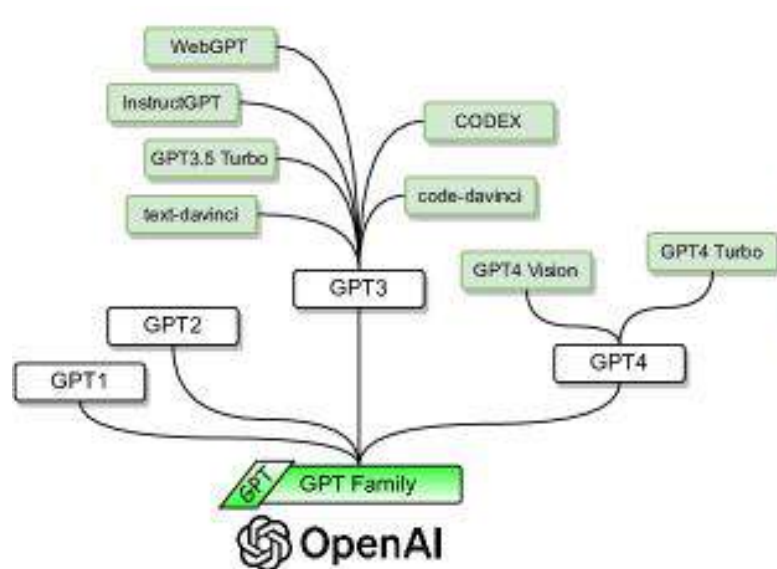 WebGPT
InstructGPT
CODEX
GPT3.5 Turbo
code-davinci
text-davinci
GPT4 Turbo
GPT4 Vision
GPT3
GPT2
GPT4
GPT1
GPT
GPT Family
OpenAI